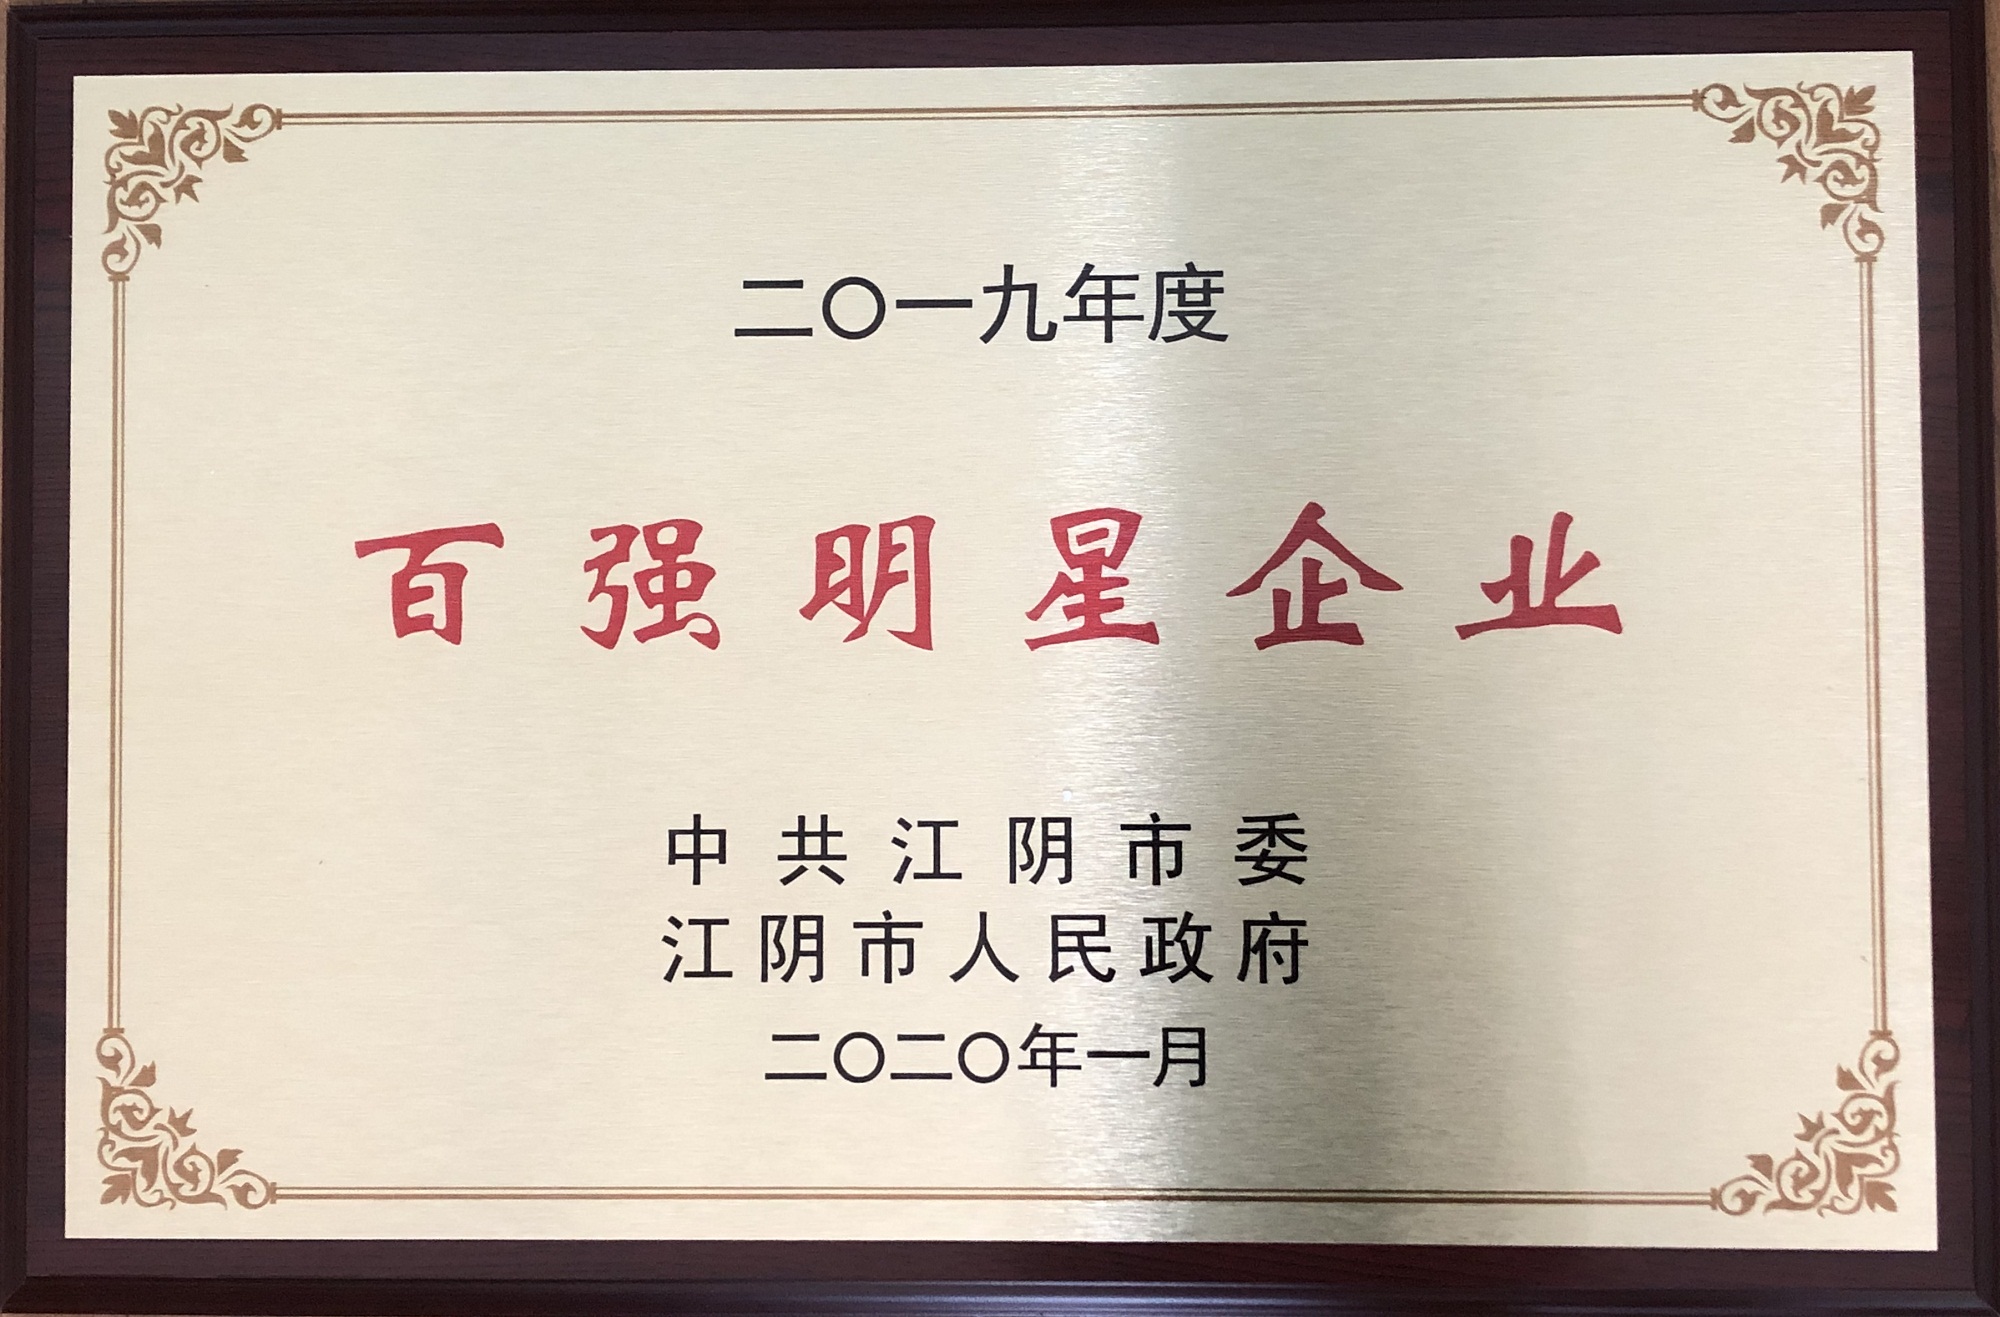 二〇一九年度
百强明星企业
中共江阴市委
江阴市人民政府
二〇二〇年一月